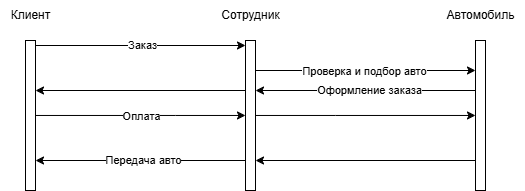 Клиент
Сотрудник
Автомобиль
Заказ
Проверка и подбор авто
Оформление заказа
Оплата
Передача авто